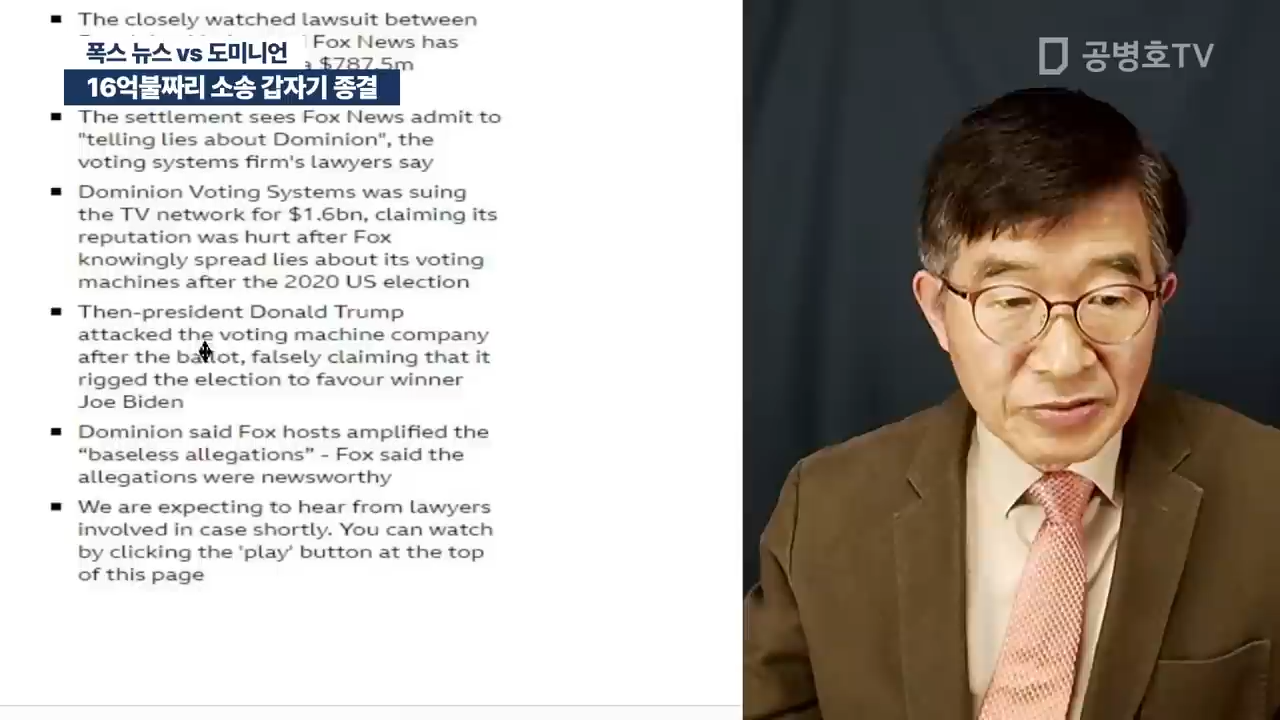 The closely watched lawsuit between
Fox News has
$787.5m
폭스 뉴스 vs 도미니언
16억불짜리 소송 갑자기 종결
The settlement sees Fox News admit to
"telling lies about Dominion", the
voting systems firm's lawyers say
Dominion Voting Systems was suing
the TV network for $1.6bn, claiming its
reputation was hurt after Fox
knowingly spread lies about its voting
machines after the 2020 US election
Then-president Donald Trump
attacked the voting machine company
after the ballot, falsely claiming that it
rigged the election to favour winner
Joe Biden
Dominion said Fox hosts amplified the
“baseless allegations” - Fox said the
allegations were newsworthy
We are expecting to hear from lawyers
involved in case shortly. You can watch
by clicking the 'play' button at the top
of this page
공병호TV